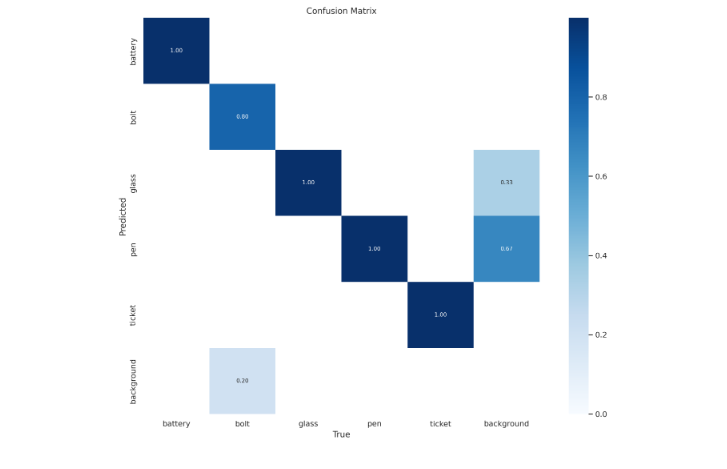 Confusion Matrix
battery
1.00
bolt
0.80
0.8
glass
1.00
0.33
0.6
Predicted
pen
1.00
0.67
0.4
ticket
1.00
0.2
background
0.20
0.0
battery bolt glass pen ticket background
True